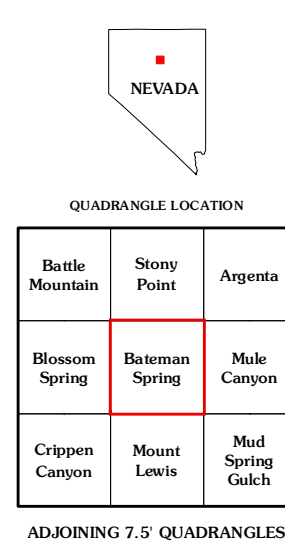 NEVADA
QUADRANGLE LOCATION
Battle
Mountain
Stony
Point
Argenta
Blossom
Spring
Bateman
Spring
Mule
Canyon
Crippen
Canyon
Mount
Lewis
Mud
Spring
Gulch
ADJOINING 7.5' QUADRANGLES